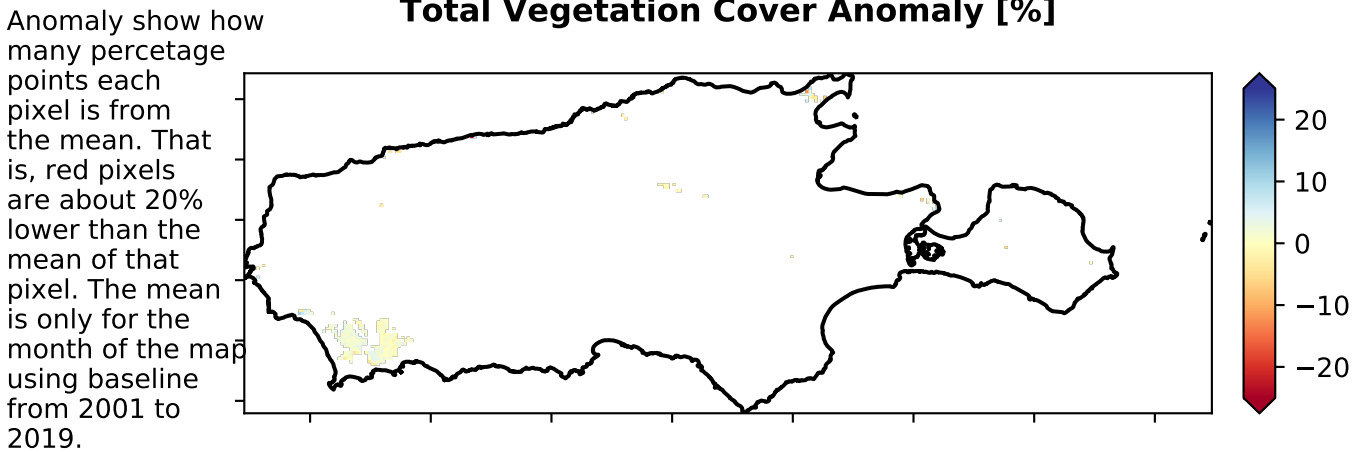 Total Vegetation Cover Anomaly [%]
Anomaly show how
many percetage
points each
pixel is from
the mean. That
is, red pixels
are about 20%
lower than the
mean of that
pixel. The mean
is only for the
month of the map
using baseline
from 2001 to
2019.
20
10
0
−10
−20